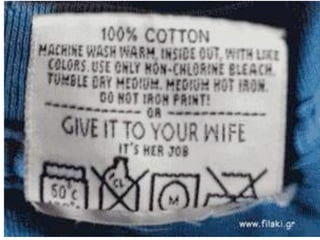 100% COTTON
MACHINE WASH WARM, INSIDE OUT, WITH LIKE
COLORS. USE ONLY NON-CHLORINE BLEACH.
TUMBLE DRY MEDIUM. MEDIUM HOT IRON.
DO NOT IRON PRINT!
OR
GIVE IT TO YOUR WIFE
IT'S HER JOB
50°C
CL
M
www.filaki.gr